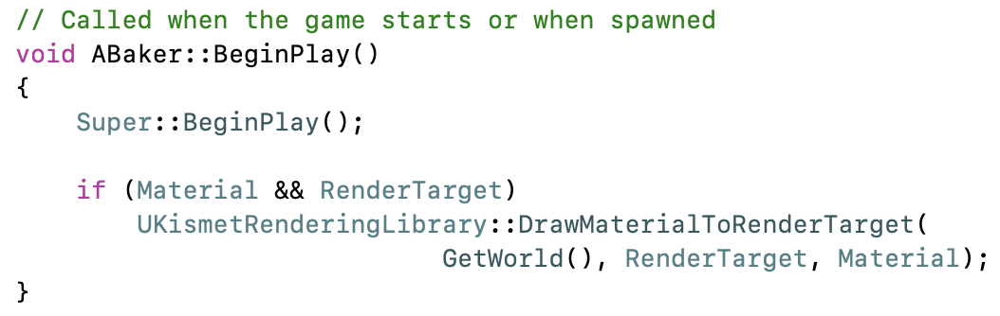 // Called when the game starts or when spawned
void ABaker::BeginPlay()
{
    Super::BeginPlay();

    if (Material && RenderTarget)
        UKismetRenderingLibrary::DrawMaterialToRenderTarget(
                            GetWorld(), RenderTarget, Material);
}